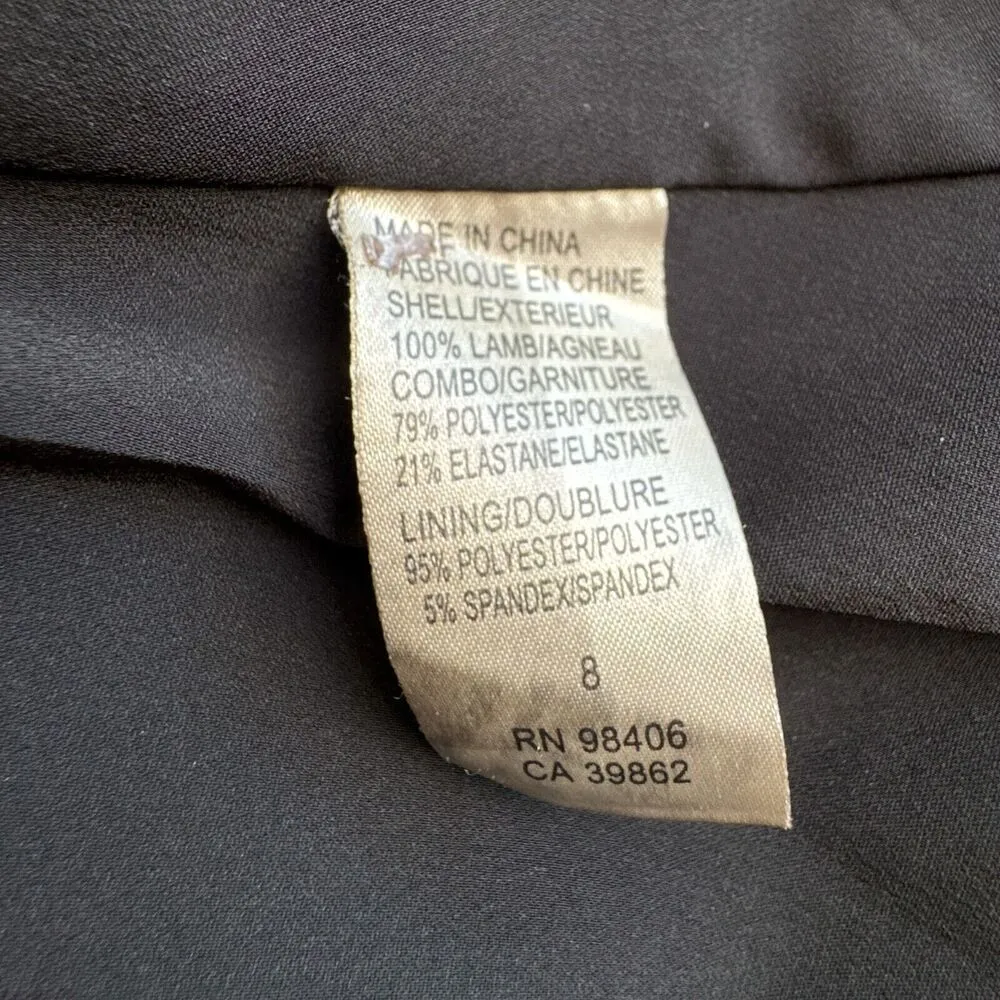 MADE IN CHINA
FABRIQUE EN CHINE
SHELL/EXTERIEUR
100% LAMB/AGNEAU
COMBO/GARNITURE
79% POLYESTER/POLYESTER
21% ELASTANE/ELASTANE
LINING/DOUBLURE
95% POLYESTER/POLYESTER
5% SPANDEX/SPANDEX
8
RN 98406
CA 39862